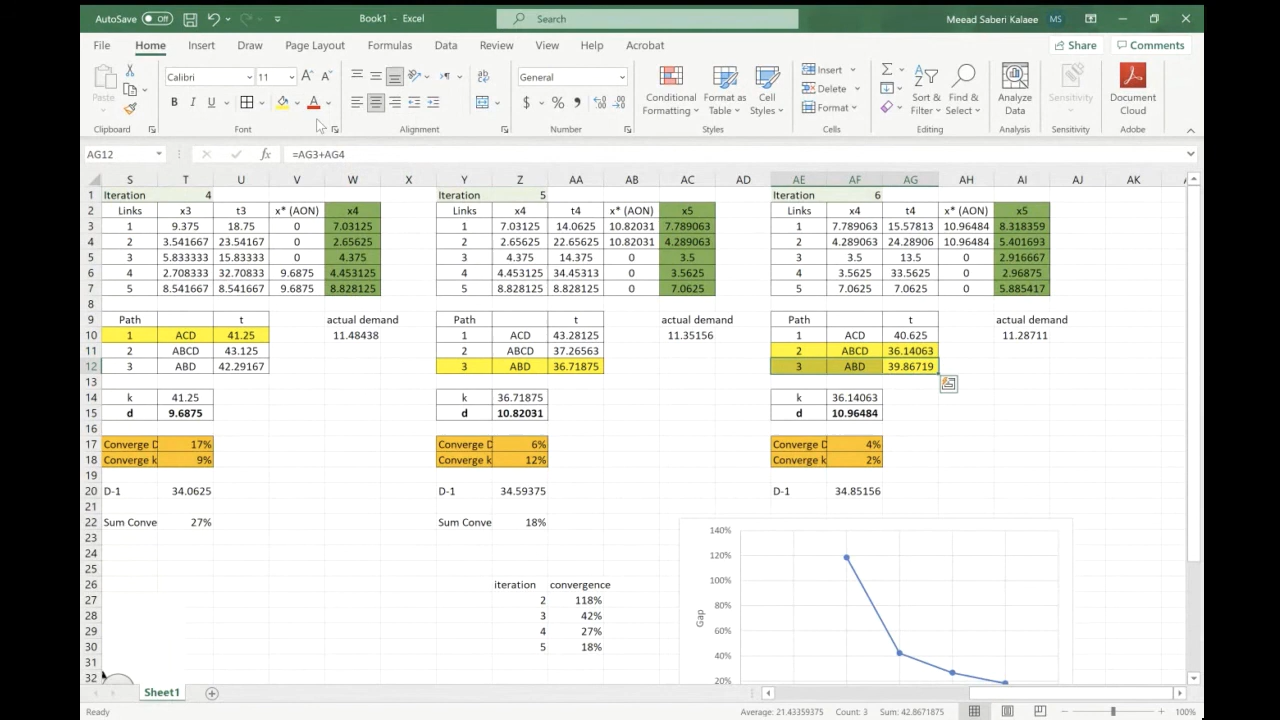 AutoSave Off Book1 - Excel Search Meead Saberi Kalaee MS
File Home Insert Draw Page Layout Formulas Data Review View Help Acrobat Share Comments
Paste Calibri 11 A A B I U A General $ % Conditional Formatting Format as Table Cell Styles Insert Delete Format Sort & Filter Find & Select Analyze Data Sensitivity Document Cloud
Clipboard Font Alignment Number Styles Cells Editing Analysis Sensitivity Adobe
AG12 fx =AG3+AG4
S T U V W X Y Z AA AB AC AD AE AF AG AH AI AJ AK
1 Iteration 4 Iteration 5 Iteration 6
2 Links x3 t3 x* (AON) x4 Links x4 t4 x* (AON) x5 Links x4 t4 x* (AON) x5
3 1 9.375 18.75 0 7.03125 1 7.03125 14.0625 10.82031 7.789063 1 7.789063 15.57813 10.96484 8.318359
4 2 3.541667 23.54167 0 2.65625 2 2.65625 22.65625 10.82031 4.289063 2 4.289063 24.28906 10.96484 5.401693
5 3 5.833333 15.83333 0 4.375 3 4.375 14.375 0 3.5 3 3.5 13.5 0 2.916667
6 4 2.708333 32.70833 9.6875 4.453125 4 4.453125 34.45313 0 3.5625 4 3.5625 33.5625 0 2.96875
7 5 8.541667 8.541667 9.6875 8.828125 5 8.828125 8.828125 0 7.0625 5 7.0625 7.0625 0 5.885417
8
9 Path t actual demand Path t actual demand Path t actual demand
10 1 ACD 41.25 11.48438 1 ACD 43.28125 11.35156 1 ACD 40.625 11.28711
11 2 ABCD 43.125 2 ABCD 37.26563 2 ABCD 36.14063
12 3 ABD 42.29167 3 ABD 36.71875 3 ABD 39.86719
13
14 k 41.25 k 36.71875 k 36.14063
15 d 9.6875 d 10.82031 d 10.96484
16
17 Converge D 17% Converge D 6% Converge D 4%
18 Converge k 9% Converge k 12% Converge k 2%
19
20 D-1 34.0625 D-1 34.59375 D-1 34.85156
21
22 Sum Conve 27% Sum Conve 18%
23
24
25
26 iteration convergence
27 2 118%
28 3 42%
29 4 27%
30 5 18%
31
32
140%
120%
100%
80%
60%
40%
20%
Gap
Sheet1
Ready Average: 21.43359375 Count: 3 Sum: 42.8671875 100%